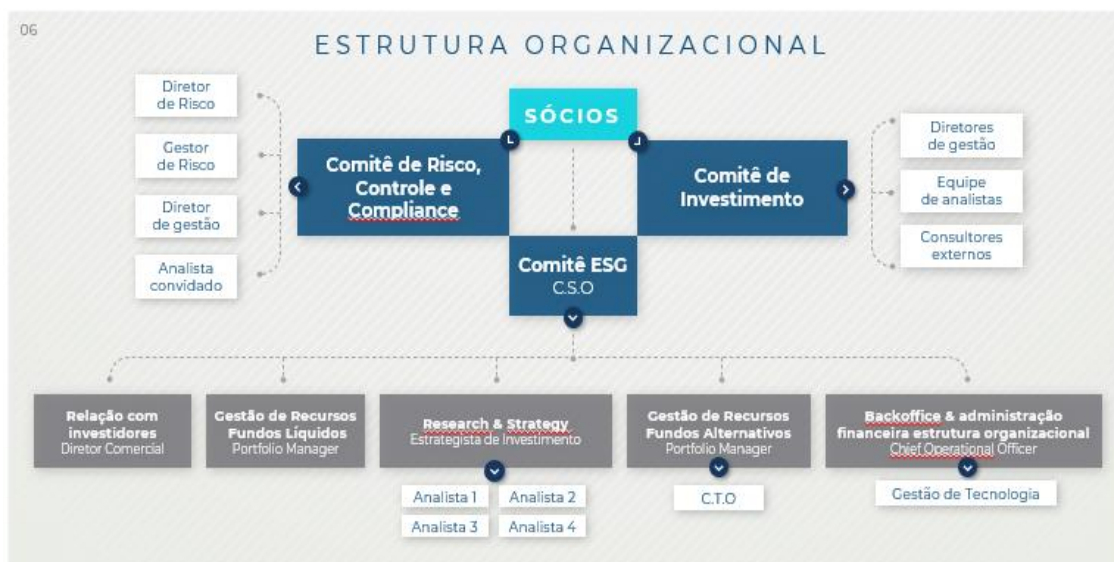 06
ESTRUTURA ORGANIZACIONAL
SÓCIOS
Diretor
de Risco
Gestor
de Risco
Diretor
de gestão
Analista
convidado
Comitê de Risco,
Controle e
Compliance
Comitê de
Investimento
Diretores
de gestão
Equipe
de analistas
Consultores
externos
Comitê ESG
C.S.O
Relação com
investidores
Diretor Comercial
Gestão de Recursos
Fundos Líquidos
Portfolio Manager
Research & Strategy
Estrategista de Investimento
Analista 1
Analista 2
Analista 3
Analista 4
Gestão de Recursos
Fundos Alternativos
Portfolio Manager
C.T.O
Backoffice & administração
financeira estrutura organizacional
Chief Operational Officer
Gestão de Tecnologia